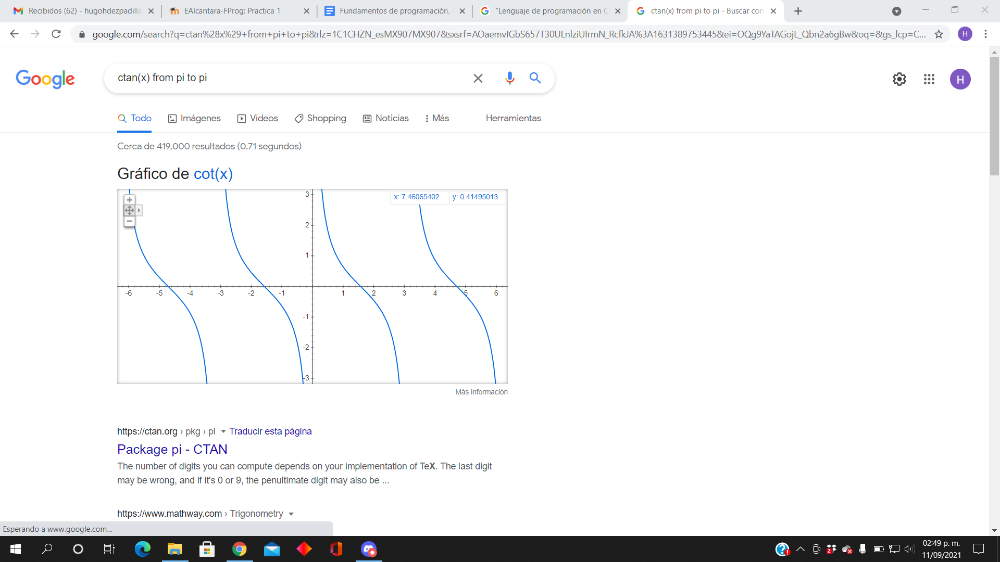 Recibidos (62) - hugohdezpadilla
EAlcantara-FProg: Practica 1
Fundamentos de programación,
"Lenguaje de programación en C
ctan(x) from pi to pi - Buscar con
google.com/search?q=ctan%28x%29+from+pi+to+pi&rlz=1C1CHZN_esMX907MX907&sxsrf=AOaemvIGbS657T30ULnlziUIrmN_RcfkJA%3A1631389753445&ei=OQg9YaTAGojL_Qbn2a6gBw&oq=&gs_lcp=C...
H
Google
ctan(x) from pi to pi
H
Todo
Imágenes
Videos
Shopping
Noticias
Más
Herramientas
Cerca de 419,000 resultados (0.71 segundos)
Gráfico de cot(x)
x: 7.46065402
y: 0.41495013
3
2
1
-6 -5 -4 -3 -2 -1 1 2 3 4 5 6
-1
-2
-3
Más información
https://ctan.org › pkg › pi Traducir esta página
Package pi - CTAN
The number of digits you can compute depends on your implementation of TeX. The last digit
may be wrong, and if it's 0 or 9, the penultimate digit may also be ...
https://www.mathway.com › Trigonometry
Esperando a www.google.com...
2
02:49 p. m.
11/09/2021